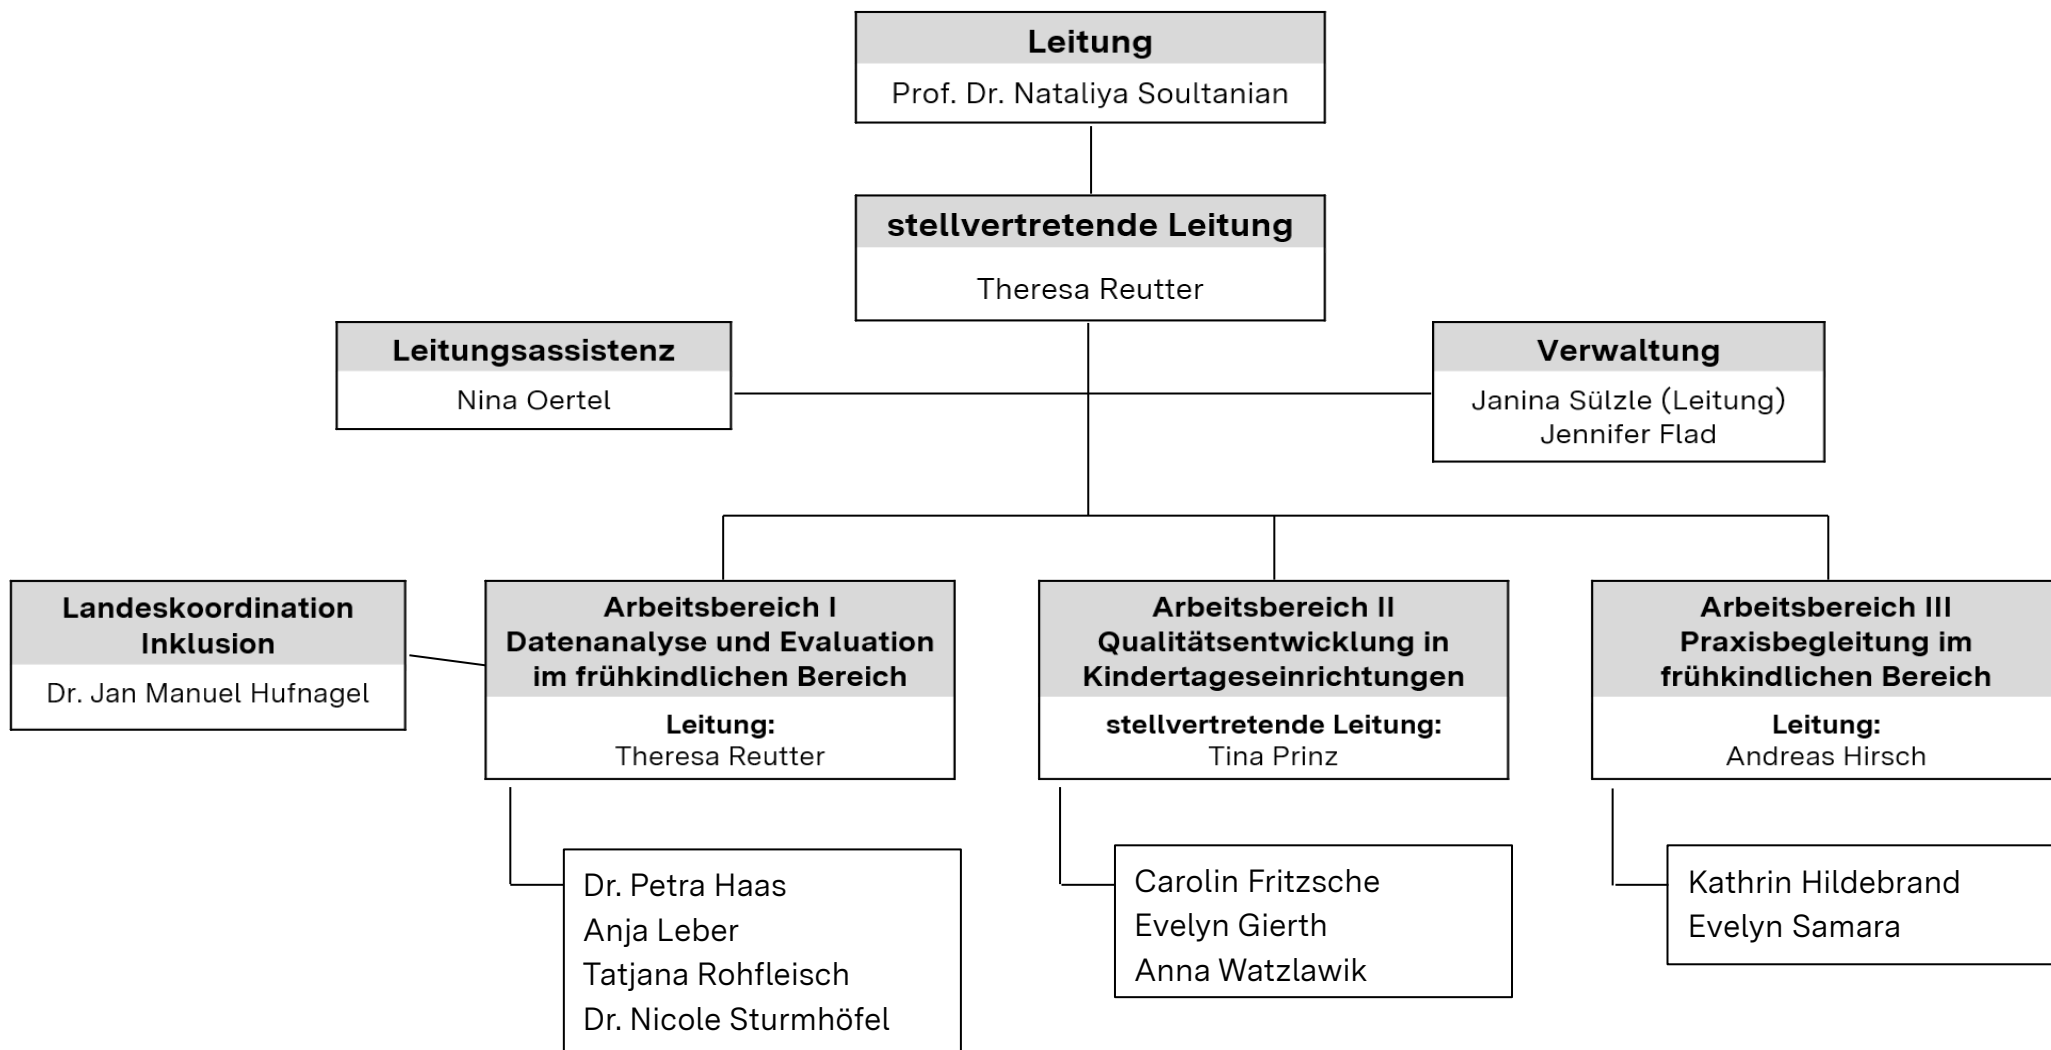 Leitung
Prof. Dr. Nataliya Soultanian
stellvertretende Leitung
Theresa Reutter
Leitungsassistenz
Nina Oertel
Verwaltung
Janina Sülzle (Leitung)
Jennifer Flad
Landeskoordination
Inklusion
Dr. Jan Manuel Hufnagel
Arbeitsbereich I
Datenanalyse und Evaluation
im frühkindlichen Bereich
Leitung:
Theresa Reutter
Dr. Petra Haas
Anja Leber
Tatjana Rohfleisch
Dr. Nicole Sturmhöfel
Arbeitsbereich II
Qualitätsentwicklung in
Kindertageseinrichtungen
stellvertretende Leitung:
Tina Prinz
Carolin Fritzsche
Evelyn Gierth
Anna Watzlawik
Arbeitsbereich III
Praxisbegleitung im
frühkindlichen Bereich
Leitung:
Andreas Hirsch
Kathrin Hildebrand
Evelyn Samara